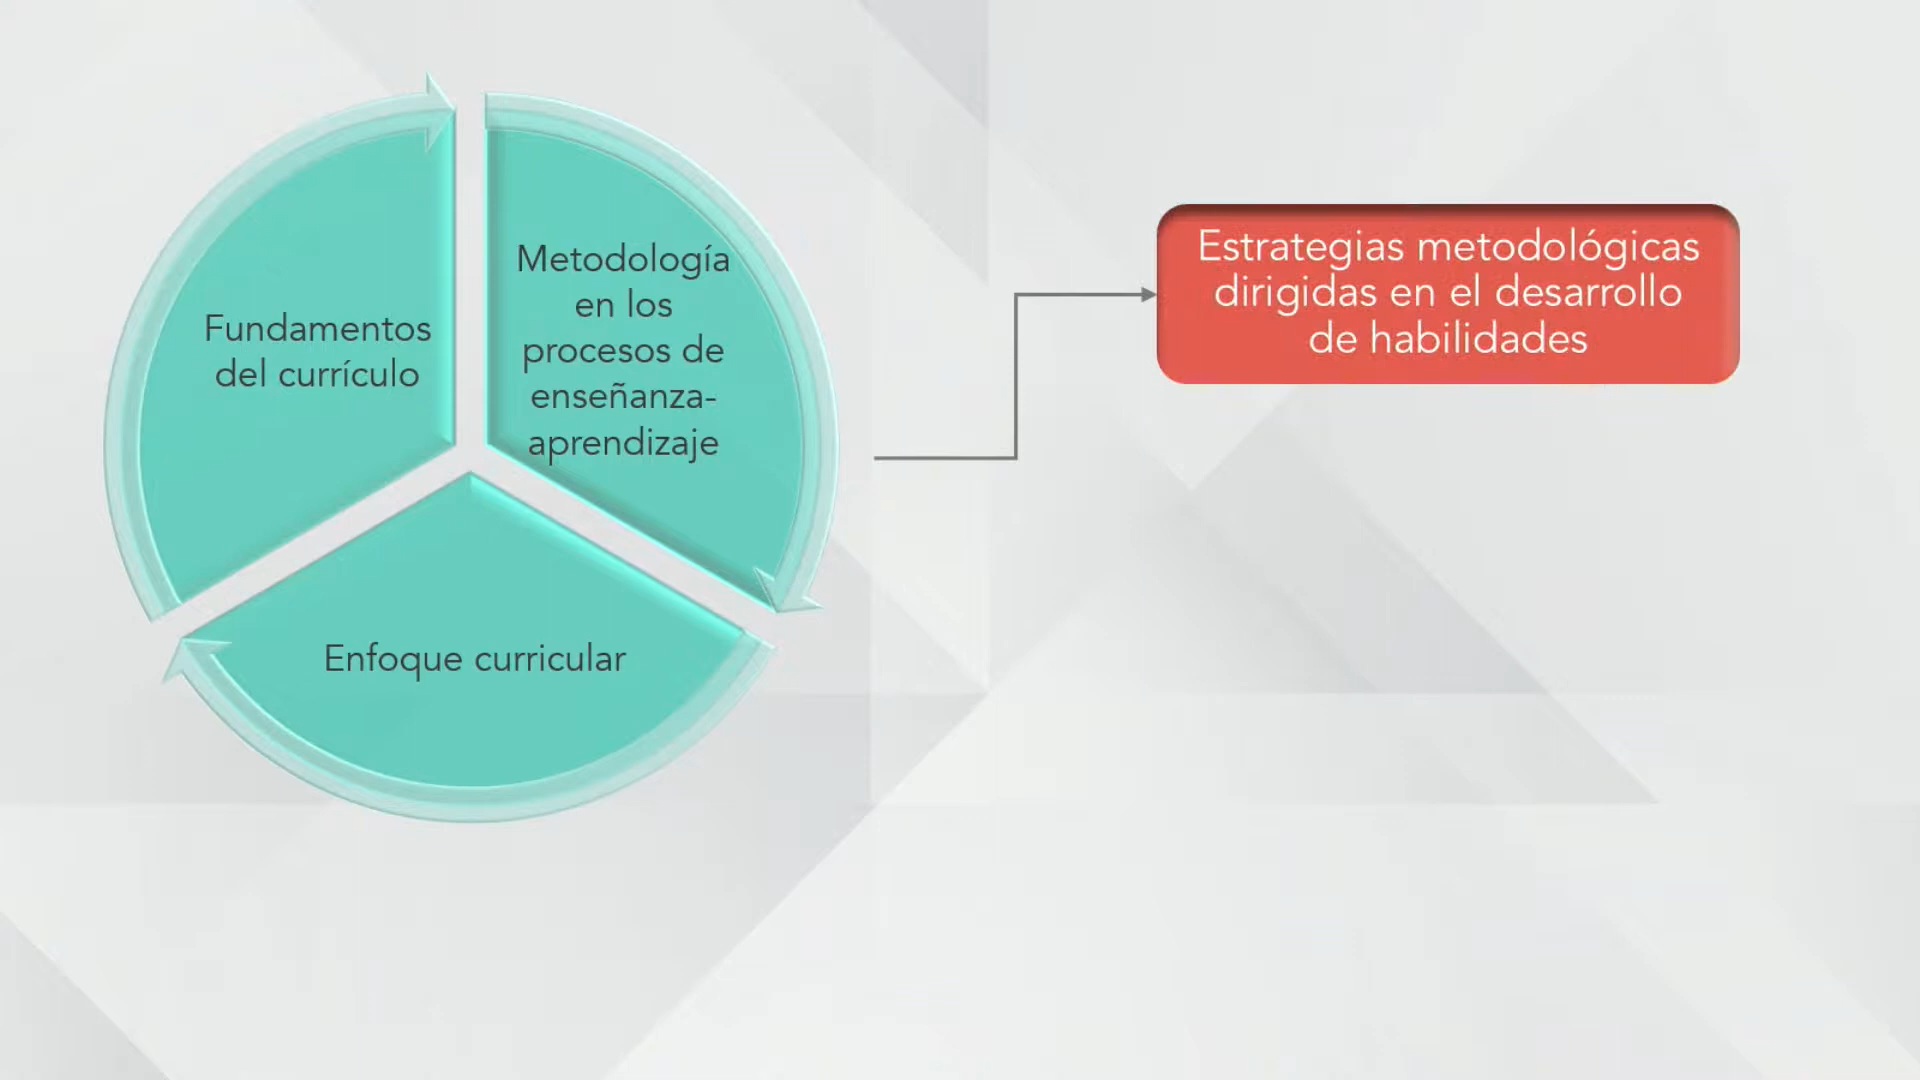 Fundamentos
del currículo
Metodología
en los
procesos de
enseñanza-
aprendizaje
Enfoque curricular
Estrategias metodológicas
dirigidas en el desarrollo
de habilidades